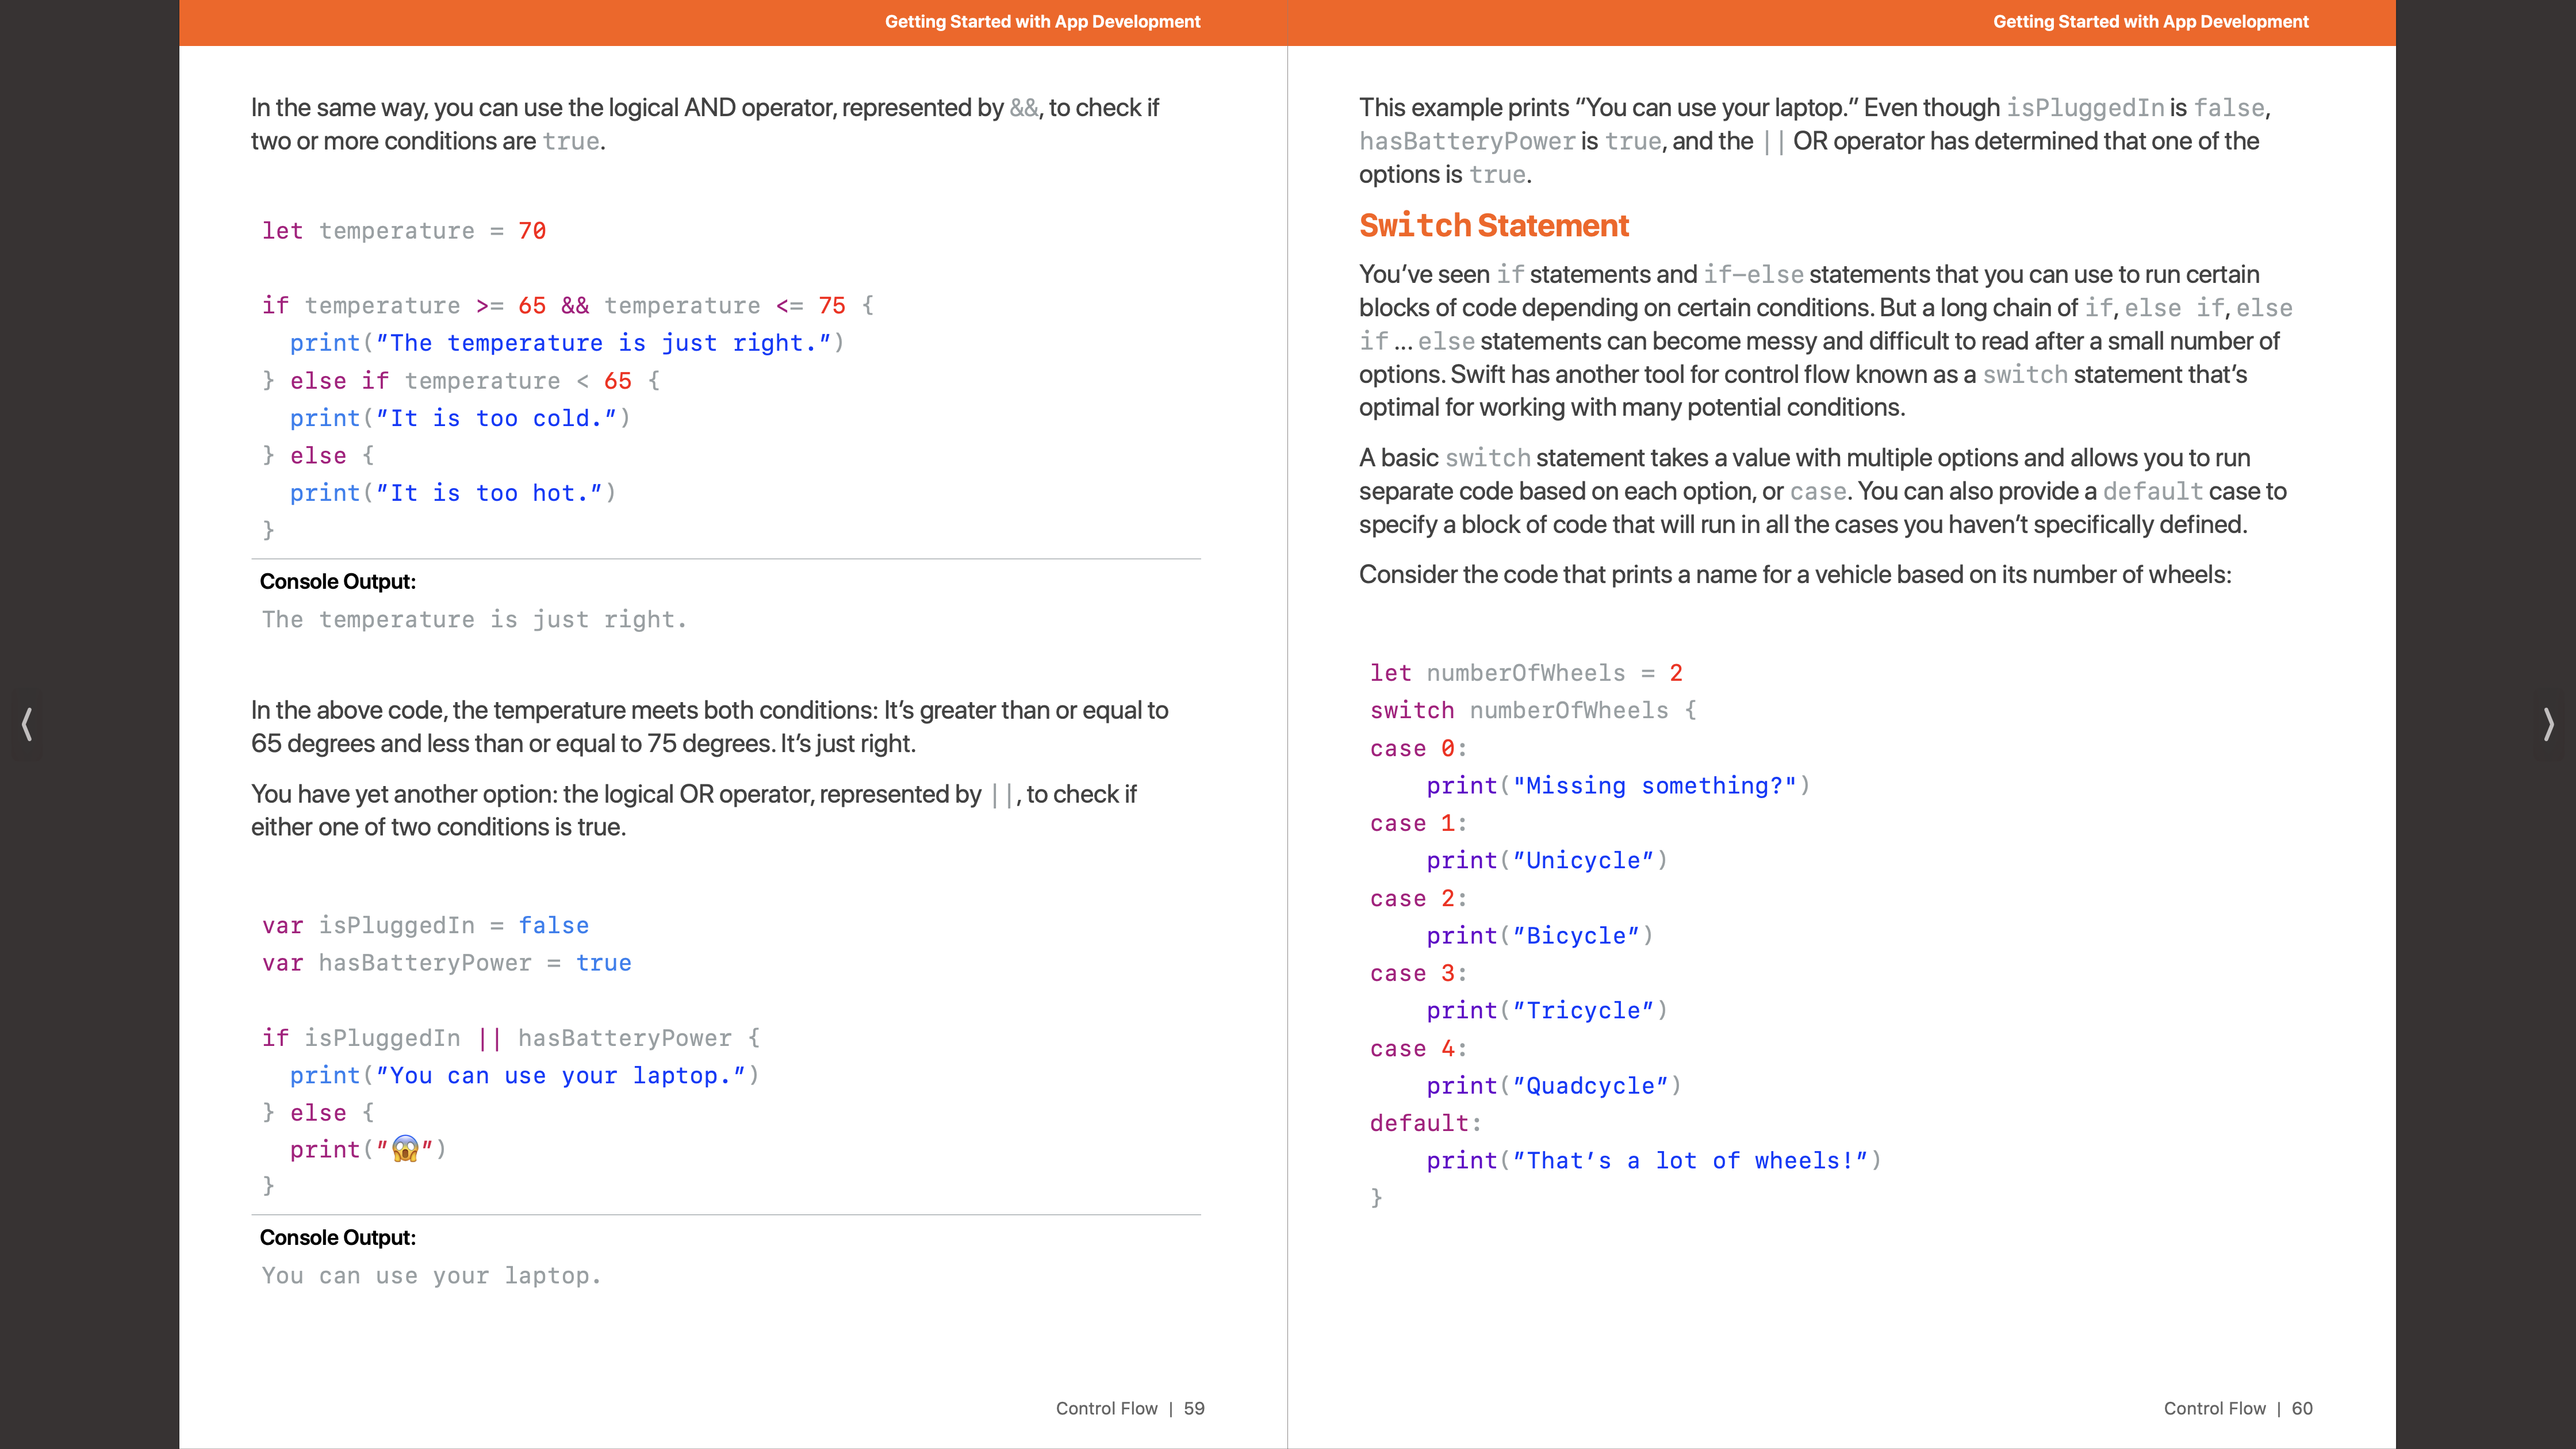 Getting Started with App Development
In the same way, you can use the logical AND operator, represented by &&, to check if
two or more conditions are true.
let temperature = 70
if temperature >= 65 && temperature <= 75 {
  print("The temperature is just right.")
} else if temperature < 65 {
  print("It is too cold.")
} else {
  print("It is too hot.")
}
Console Output:
The temperature is just right.
In the above code, the temperature meets both conditions: It’s greater than or equal to
65 degrees and less than or equal to 75 degrees. It’s just right.
You have yet another option: the logical OR operator, represented by ||, to check if
either one of two conditions is true.
var isPluggedIn = false
var hasBatteryPower = true
if isPluggedIn || hasBatteryPower {
  print("You can use your laptop.")
} else {
  print("😱")
}
Console Output:
You can use your laptop.
Control Flow | 59
Getting Started with App Development
This example prints “You can use your laptop.” Even though isPluggedIn is false,
hasBatteryPower is true, and the || OR operator has determined that one of the
options is true.
Switch Statement
You’ve seen if statements and if–else statements that you can use to run certain
blocks of code depending on certain conditions. But a long chain of if, else if, else
if ... else statements can become messy and difficult to read after a small number of
options. Swift has another tool for control flow known as a switch statement that’s
optimal for working with many potential conditions.
A basic switch statement takes a value with multiple options and allows you to run
separate code based on each option, or case. You can also provide a default case to
specify a block of code that will run in all the cases you haven’t specifically defined.
Consider the code that prints a name for a vehicle based on its number of wheels:
let numberOfWheels = 2
switch numberOfWheels {
case 0:
    print("Missing something?")
case 1:
    print("Unicycle")
case 2:
    print("Bicycle")
case 3:
    print("Tricycle")
case 4:
    print("Quadcycle")
default:
    print("That’s a lot of wheels!")
}
Control Flow | 60